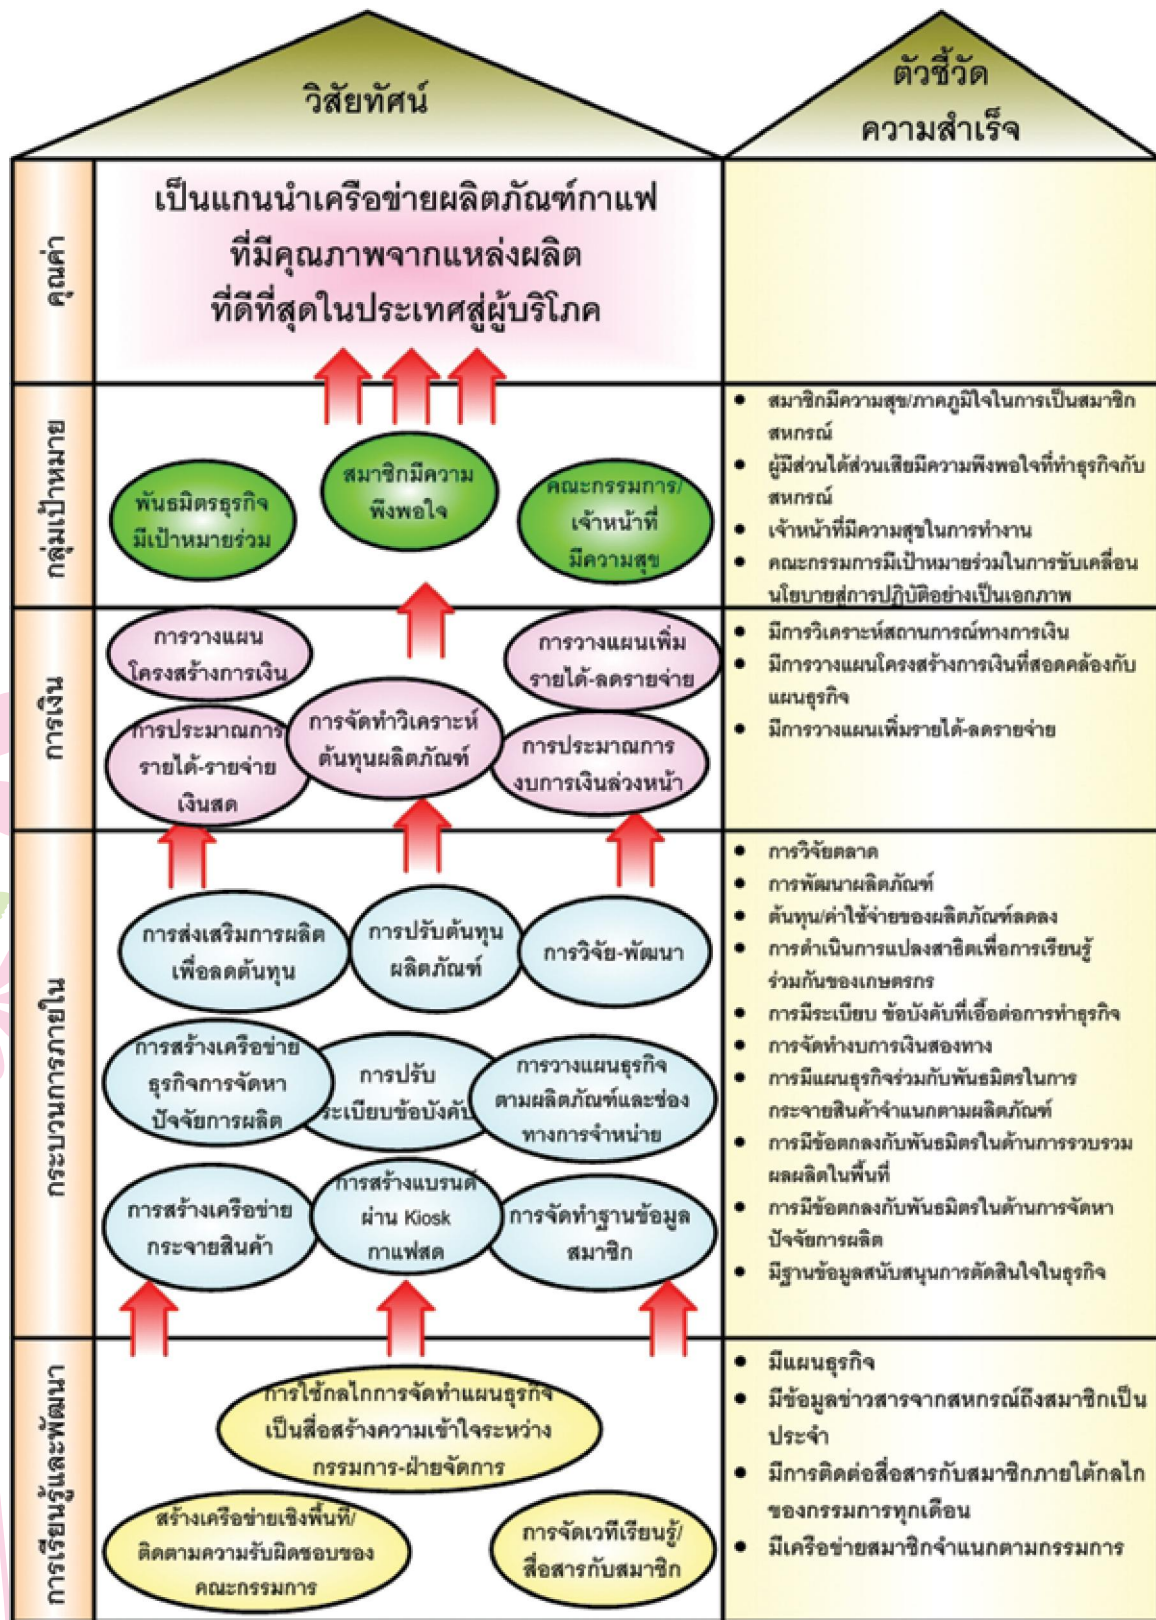 วิสัยทัศน์
ตัวชี้วัด
ความสำเร็จ
คุณค่า
เป็นแกนนำเครือข่ายผลิตภัณฑ์กาแฟ
ที่มีคุณภาพจากแหล่งผลิต
ที่ดีที่สุดในประเทศสู่ผู้บริโภค
กลุ่มเป้าหมาย
พันธมิตรธุรกิจ
มีเป้าหมายร่วม
สมาชิกมีความ
พึงพอใจ
คณะกรรมการ/
เจ้าหน้าที่
มีความสุข
• สมาชิกมีความสุข/ภาคภูมิใจในการเป็นสมาชิก
สหกรณ์
• ผู้มีส่วนได้ส่วนเสียมีความพึงพอใจที่ทำธุรกิจกับ
สหกรณ์
• เจ้าหน้าที่มีความสุขในการทำงาน
• คณะกรรมการมีเป้าหมายร่วมในการขับเคลื่อน
นโยบายสู่การปฏิบัติอย่างเป็นเอกภาพ
การเงิน
การวางแผน
โครงสร้างการเงิน
การวางแผนเพิ่ม
รายได้-ลดรายจ่าย
การประมาณการ
รายได้-รายจ่าย
เงินสด
การจัดทำวิเคราะห์
ต้นทุนผลิตภัณฑ์
การประมาณการ
งบการเงินล่วงหน้า
• มีการวิเคราะห์สถานการณ์ทางการเงิน
• มีการวางแผนโครงสร้างการเงินที่สอดคล้องกับ
แผนธุรกิจ
• มีการวางแผนเพิ่มรายได้-ลดรายจ่าย
กระบวนการภายใน
การส่งเสริมการผลิต
เพื่อลดต้นทุน
การปรับต้นทุน
ผลิตภัณฑ์
การวิจัย-พัฒนา
การสร้างเครือข่าย
ธุรกิจการจัดหา
ปัจจัยการผลิต
การปรับ
ระเบียบข้อบังคับ
การวางแผนธุรกิจ
ตามผลิตภัณฑ์และช่อง
ทางการจำหน่าย
การสร้างเครือข่าย
กระจายสินค้า
การสร้างแบรนด์
ผ่าน Kiosk
กาแฟสด
การจัดทำฐานข้อมูล
สมาชิก
• การวิจัยตลาด
• การพัฒนาผลิตภัณฑ์
• ต้นทุน/ค่าใช้จ่ายของผลิตภัณฑ์ลดลง
• การดำเนินการแปลงสาธิตเพื่อการเรียนรู้
ร่วมกันของเกษตรกร
• การมีระเบียบ ข้อบังคับที่เอื้อต่อการทำธุรกิจ
• การจัดทำงบการเงินสองทาง
• การมีแผนธุรกิจร่วมกับพันธมิตรในการ
กระจายสินค้าจำแนกตามผลิตภัณฑ์
• การมีข้อตกลงกับพันธมิตรในด้านการรวบรวม
ผลผลิตในพื้นที่
• การมีข้อตกลงกับพันธมิตรในด้านการจัดหา
ปัจจัยการผลิต
• มีฐานข้อมูลสนับสนุนการตัดสินใจในธุรกิจ
การเรียนรู้และพัฒนา
การใช้กลไกการจัดทำแผนธุรกิจ
เป็นสื่อสร้างความเข้าใจระหว่าง
กรรมการ-ฝ่ายจัดการ
สร้างเครือข่ายเชิงพื้นที่/
ติดตามความรับผิดชอบของ
คณะกรรมการ
การจัดเวทีเรียนรู้/
สื่อสารกับสมาชิก
• มีแผนธุรกิจ
• มีข้อมูลข่าวสารจากสหกรณ์ถึงสมาชิกเป็น
ประจำ
• มีการติดต่อสื่อสารกับสมาชิกภายใต้กลไก
ของกรรมการทุกเดือน
• มีเครือข่ายสมาชิกจำแนกตามกรรมการ